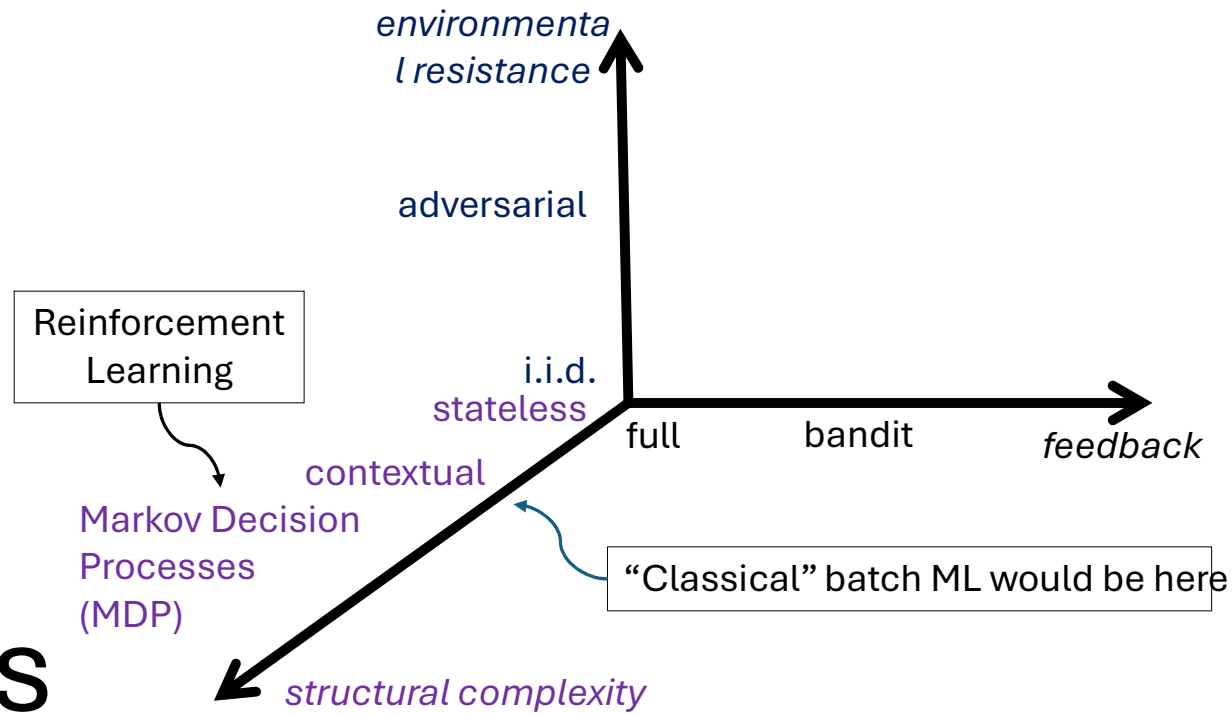 environmenta
l resistance
adversarial
Reinforcement
Learning
i.i.d.
stateless
full
bandit
feedback
contextual
Markov Decision
Processes
(MDP)
“Classical” batch ML would be here
s
structural complexity